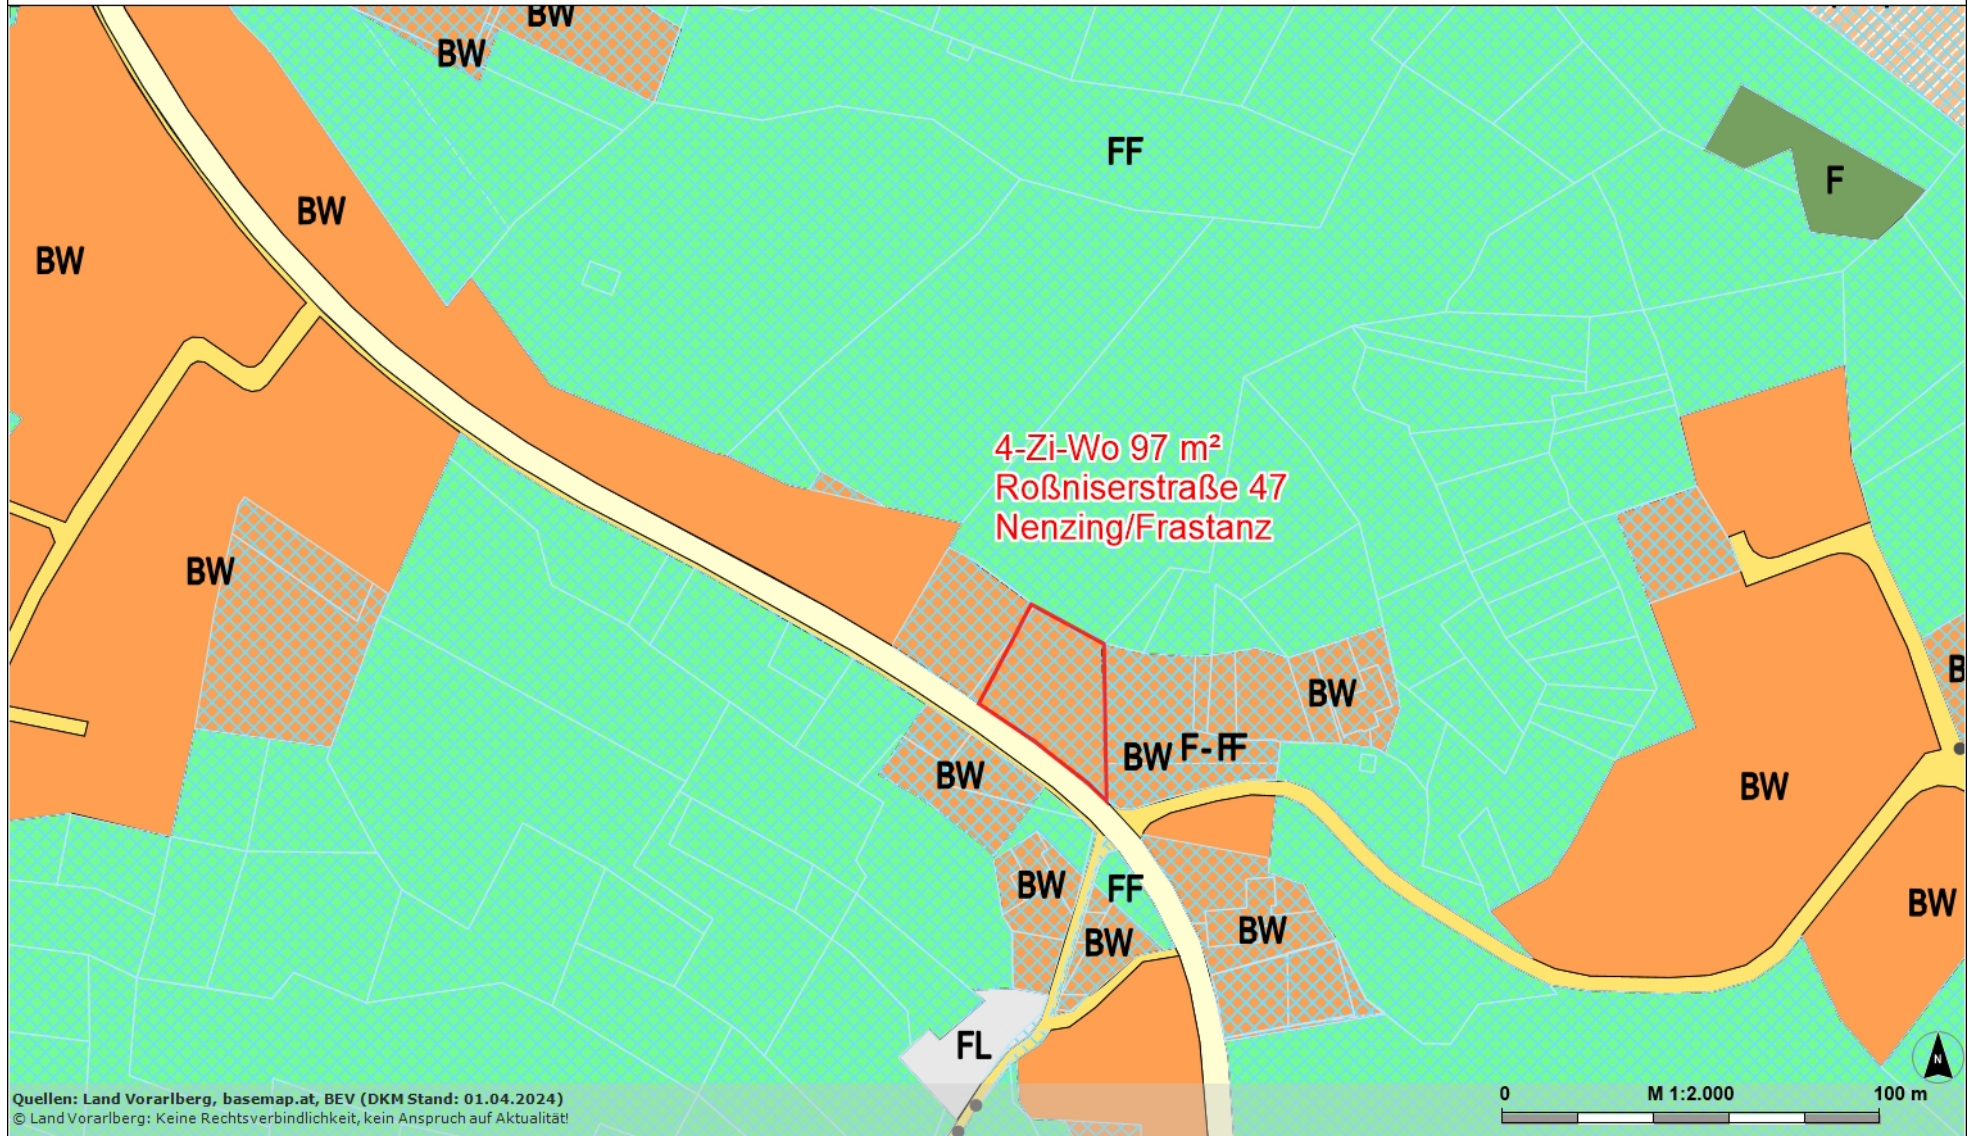 BW
BW
FF
F
BW
BW
4-Zi-Wo 97 m²
Roßniserstraße 47
Nenzing/Frastanz
BW
BW
BW F-FF
BW
BW
BW
FF
BW
BW
BW
FL
Quellen: Land Vorarlberg, basemap.at, BEV (DKM Stand: 01.04.2024)
© Land Vorarlberg: Keine Rechtsverbindlichkeit, kein Anspruch auf Aktualität!
0 M 1:2.000 100 m
N